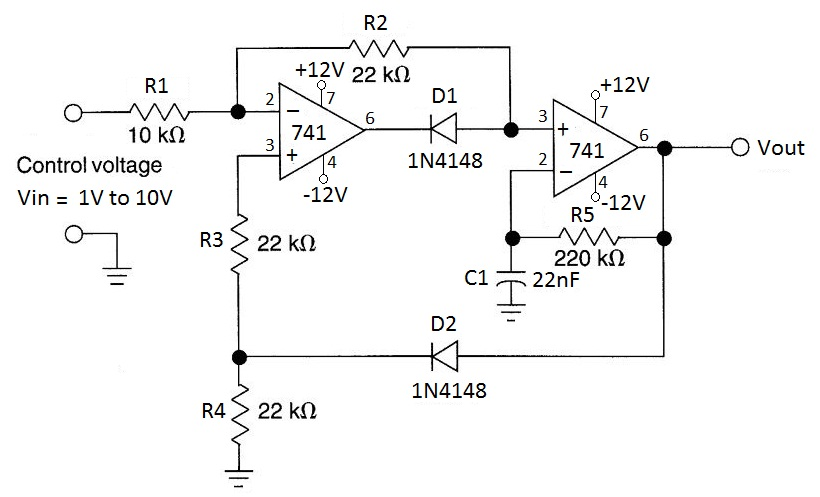 R2
22 kΩ
R1
10 kΩ
+12V
7
2
−
741
3
+
6
4
-12V
D1
1N4148
+12V
7
3
+
741
2
−
6
4
-12V
Vout
Control voltage
Vin = 1V to 10V
R3
22 kΩ
R5
220 kΩ
C1
22nF
D2
1N4148
R4
22 kΩ